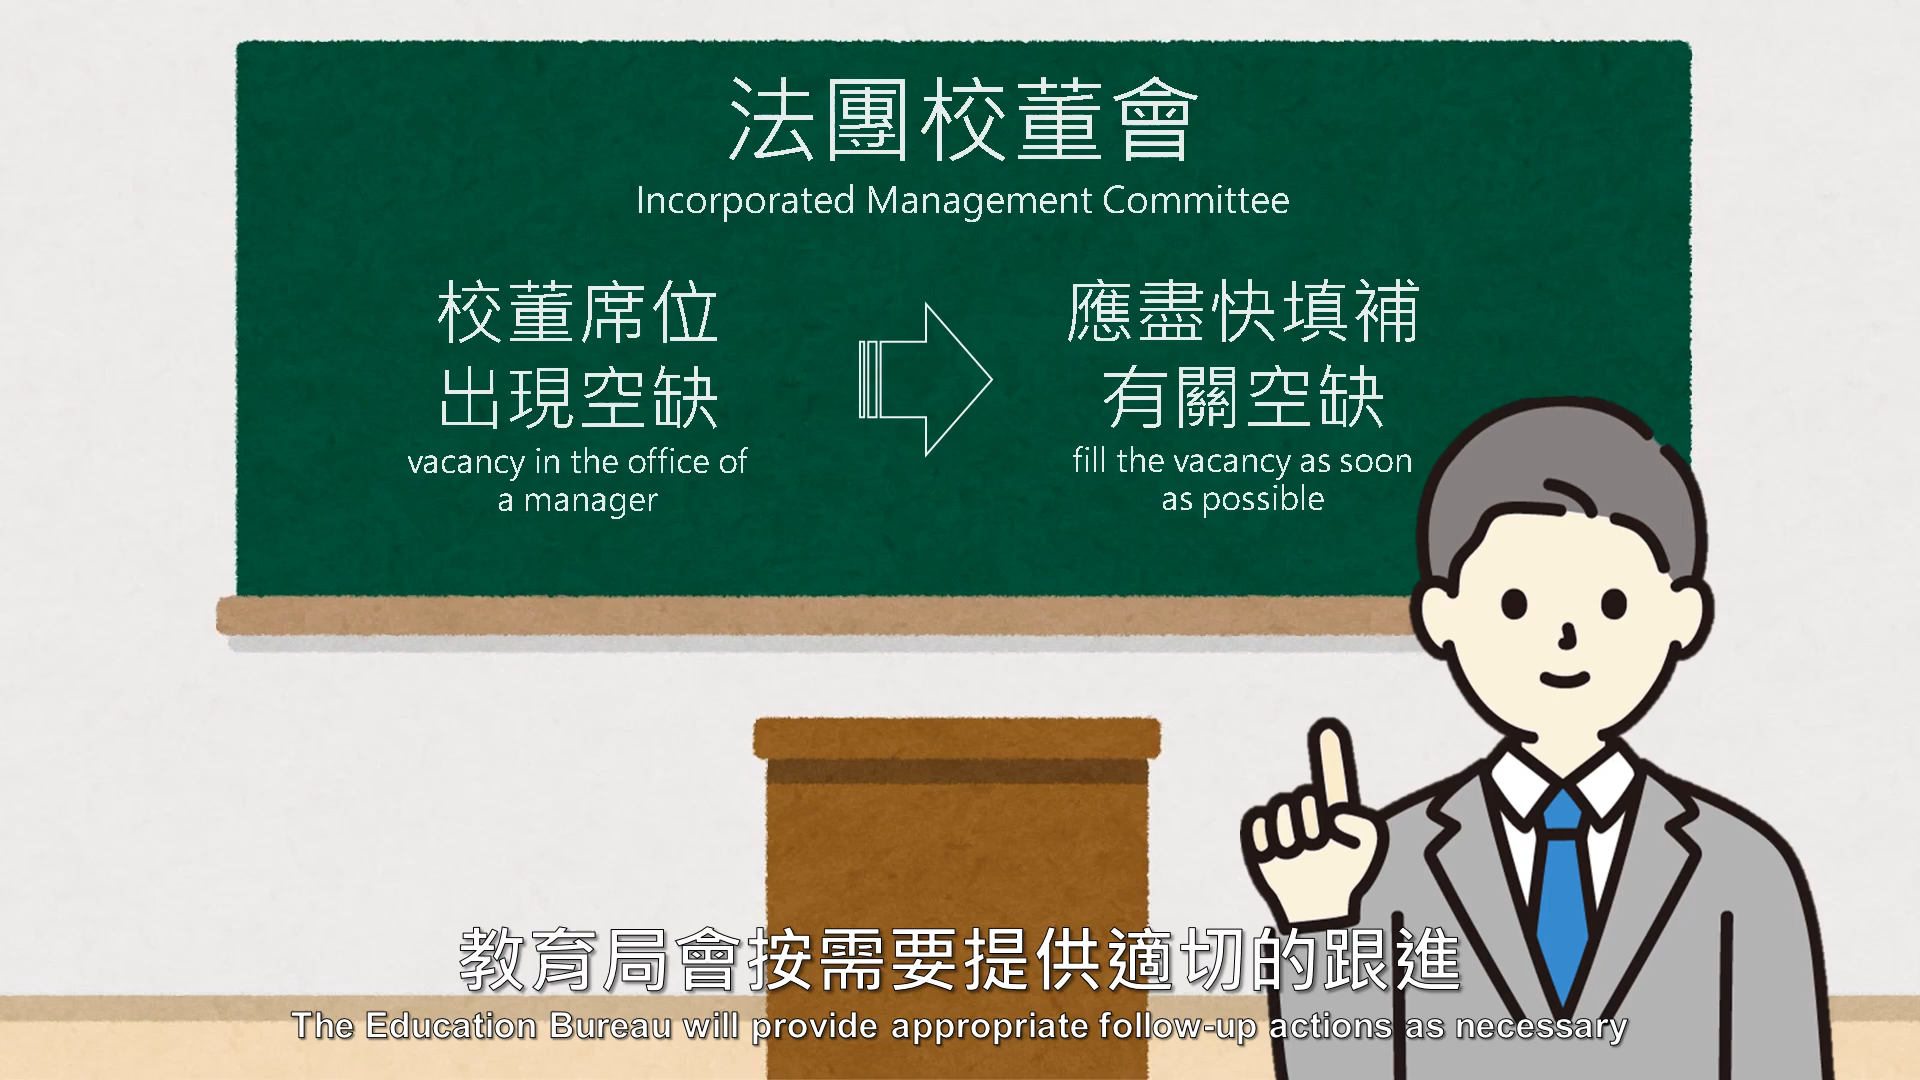 法團校董會
Incorporated Management Committee
校董席位
出現空缺
vacancy in the office of
a manager
應盡快填補
有關空缺
fill the vacancy as soon
as possible
教育局會按需要提供適切的跟進
The Education Bureau will provide appropriate follow-up actions as necessary